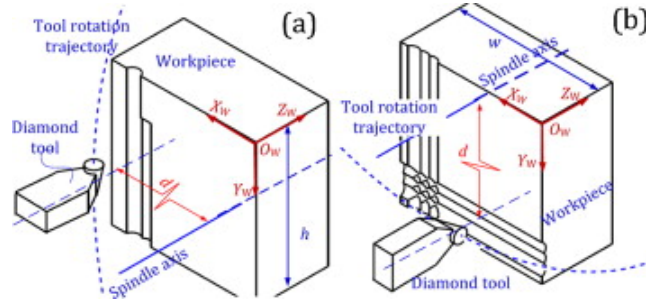 Tool rotation
trajectory
(a)
Workpiece
X_W
Z_W
O_W
Diamond
tool
Y_W
d
h
Spindle axis
(b)
w
Spindle axis
X_W
Z_W
Tool rotation
trajectory
O_W
d
Y_W
Workpiece
Diamond tool